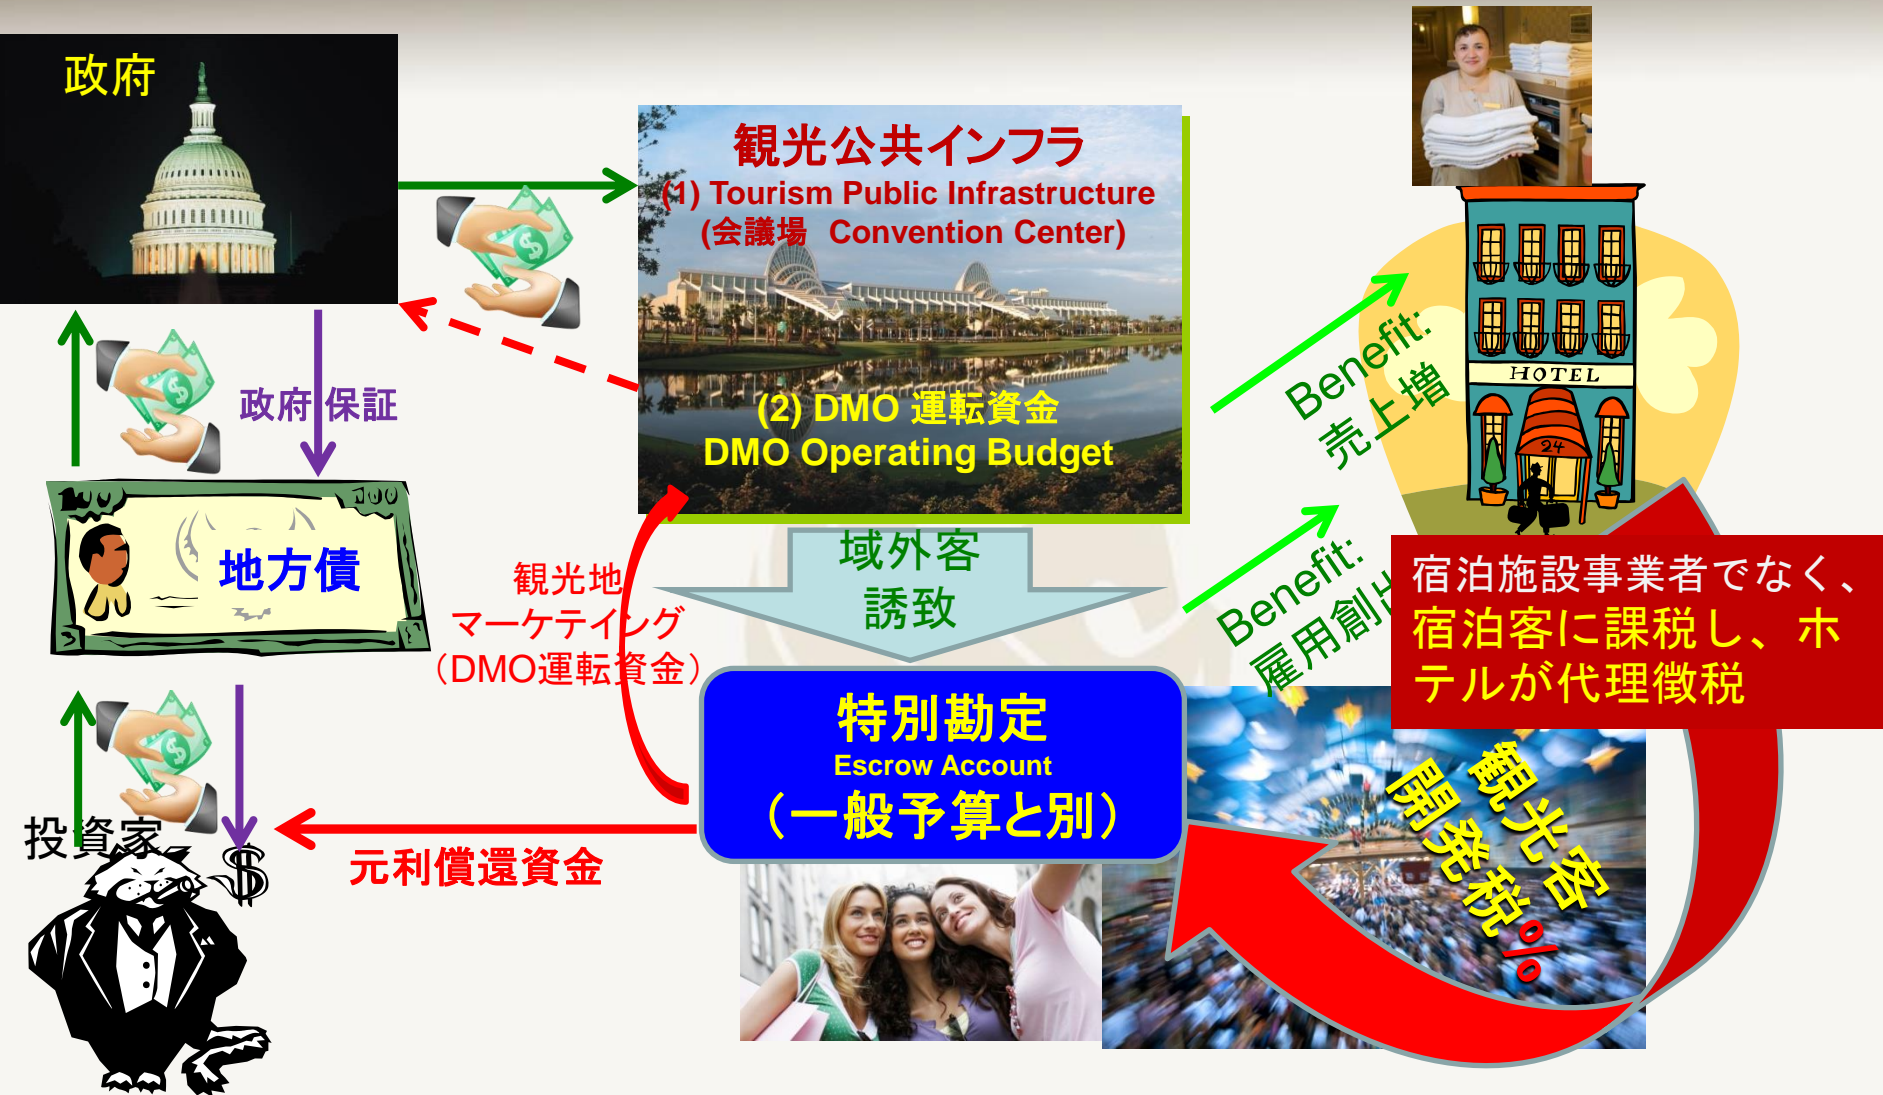 政府
観光公共インフラ
(1) Tourism Public Infrastructure
(会議場 Convention Center)
(2) DMO 運転資金
DMO Operating Budget
政府 保証
地方債
100
100
投資家
$
元利償還資金
観光地
マーケテイング
（DMO運転資金）
域外客
誘致
特別勘定
Escrow Account
（一般予算と別）
Benefit:
売上増
Benefit:
雇用創出
HOTEL
24
宿泊施設事業者でなく、
宿泊客に課税し、ホ
テルが代理徴税
観光客
開発税%